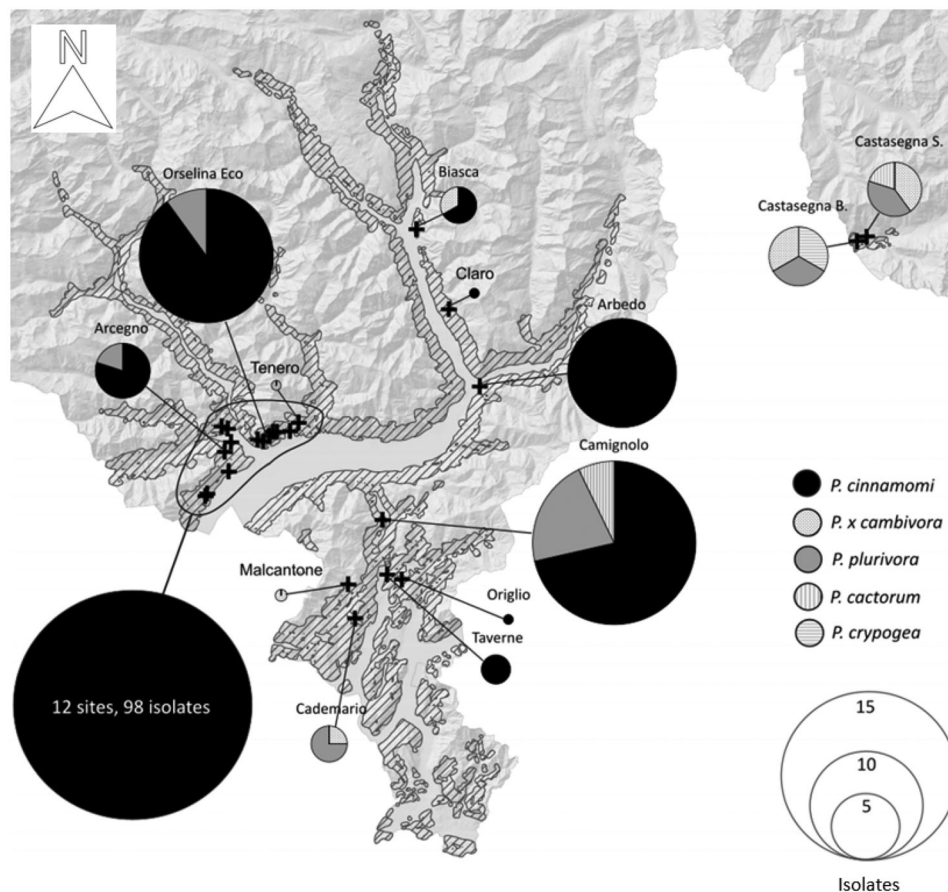 N
Orselina Eco
Biasca
Castasegna S.
Castasegna B.
Claro
Arbedo
Arcegno
Tenero
Camignolo
P. cinnamomi
P. x cambivora
P. plurivora
P. cactorum
P. crypogea
Malcantone
Origlio
Taverne
12 sites, 98 isolates
Cademario
15
10
5
Isolates